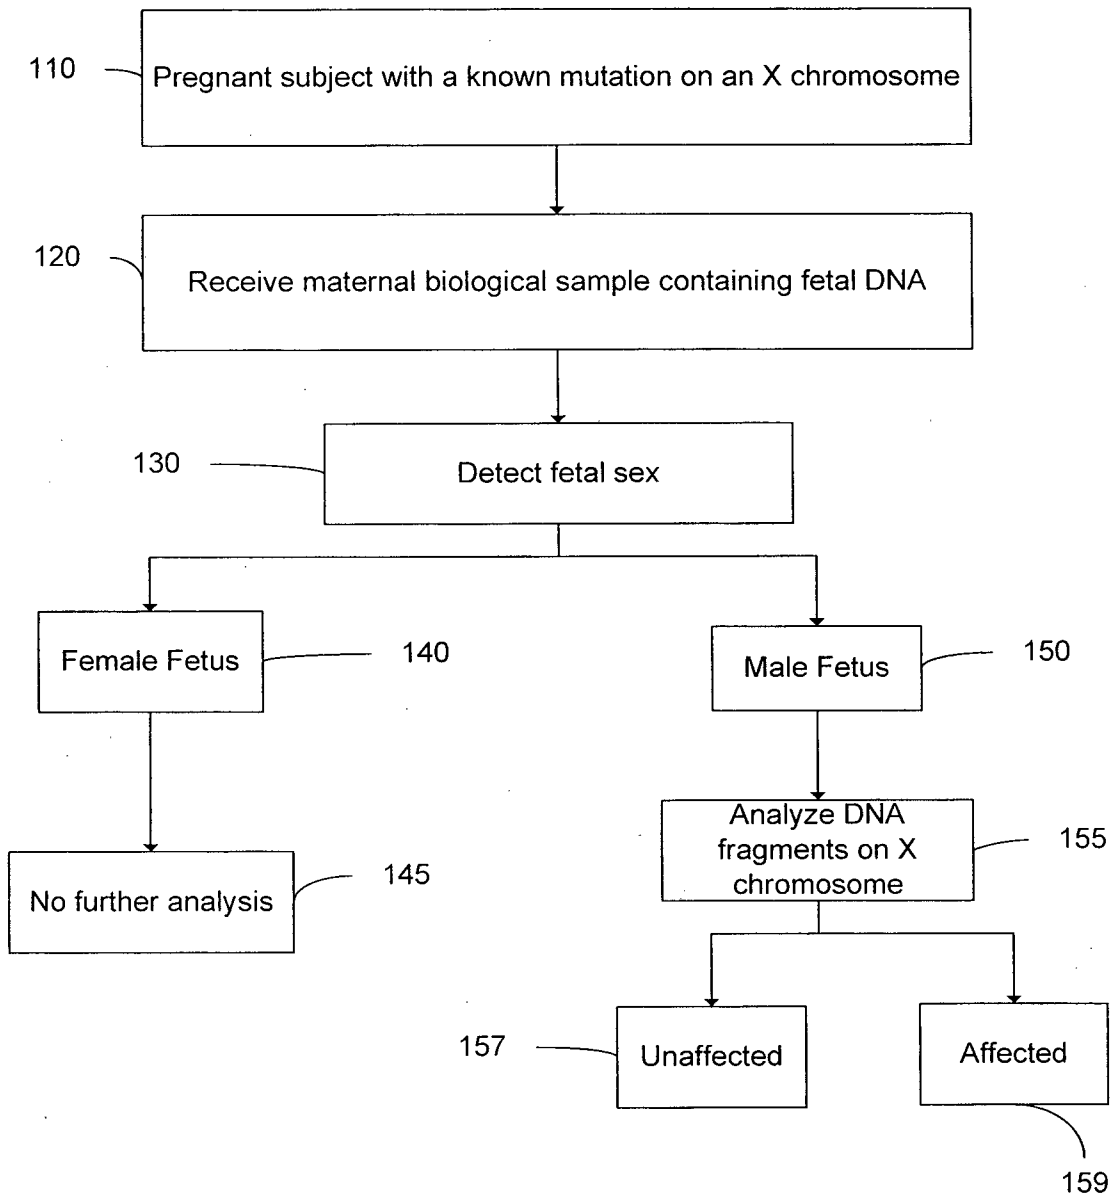 110
Pregnant subject with a known mutation on an X chromosome
120
Receive maternal biological sample containing fetal DNA
130
Detect fetal sex
Female Fetus
140
Male Fetus
150
Analyze DNA
fragments on X
chromosome
155
No further analysis
145
157
Unaffected
Affected
159